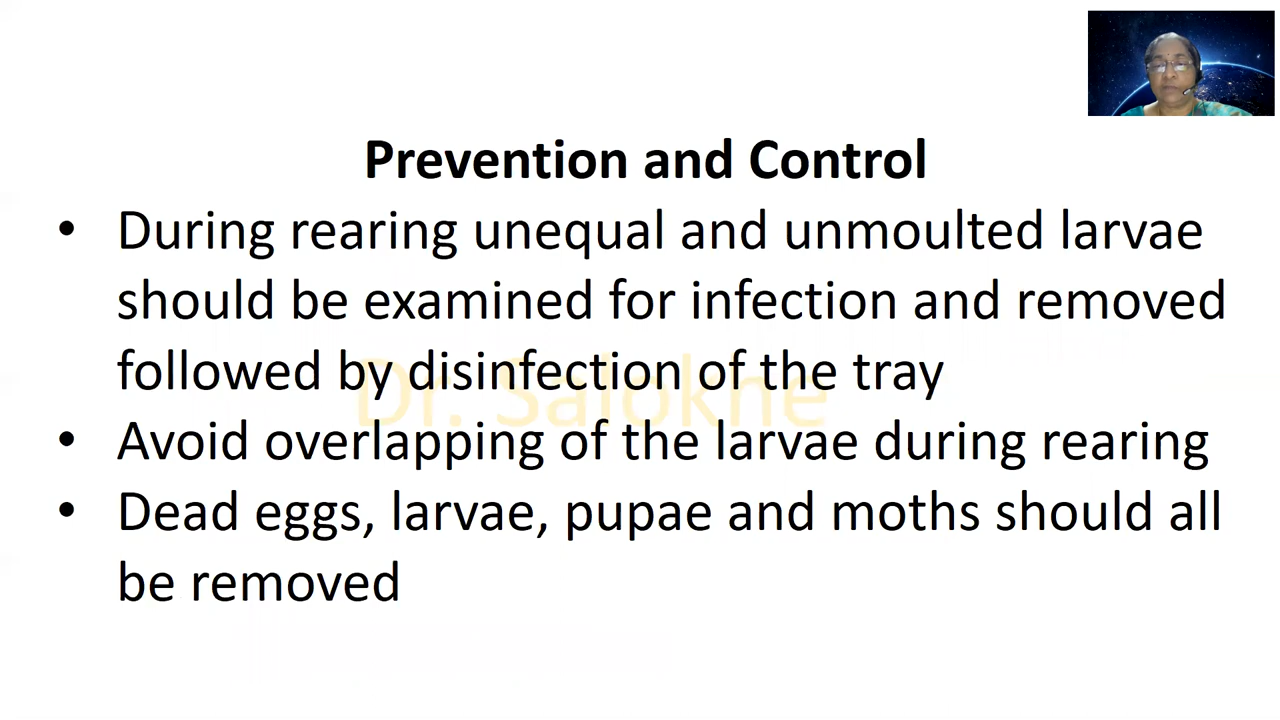 Prevention and Control
• During rearing unequal and unmoulted larvae
should be examined for infection and removed
followed by disinfection of the tray
Dr. Salokhe
• Avoid overlapping of the larvae during rearing
• Dead eggs, larvae, pupae and moths should all
be removed